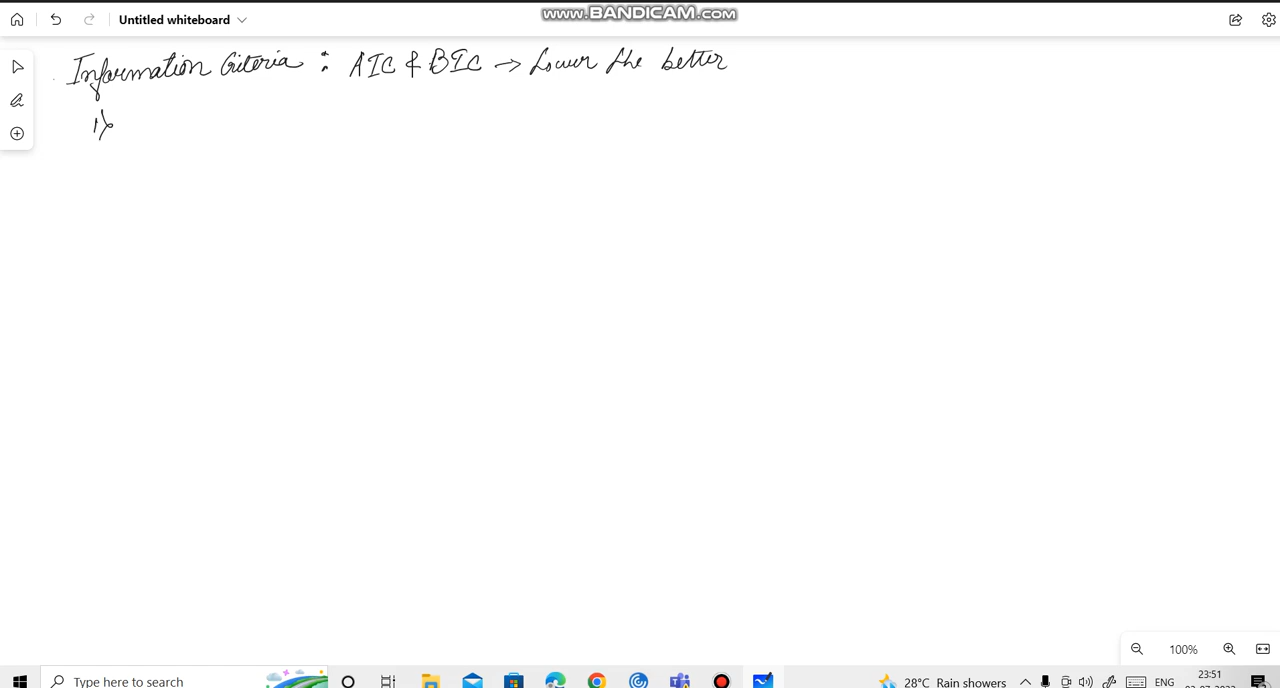 www.BANDICAM.com
Untitled whiteboard
Information Criteria : AIC & BIC → Lower the better
1)
100%
Type here to search
28°C Rain showers
ENG
23:51